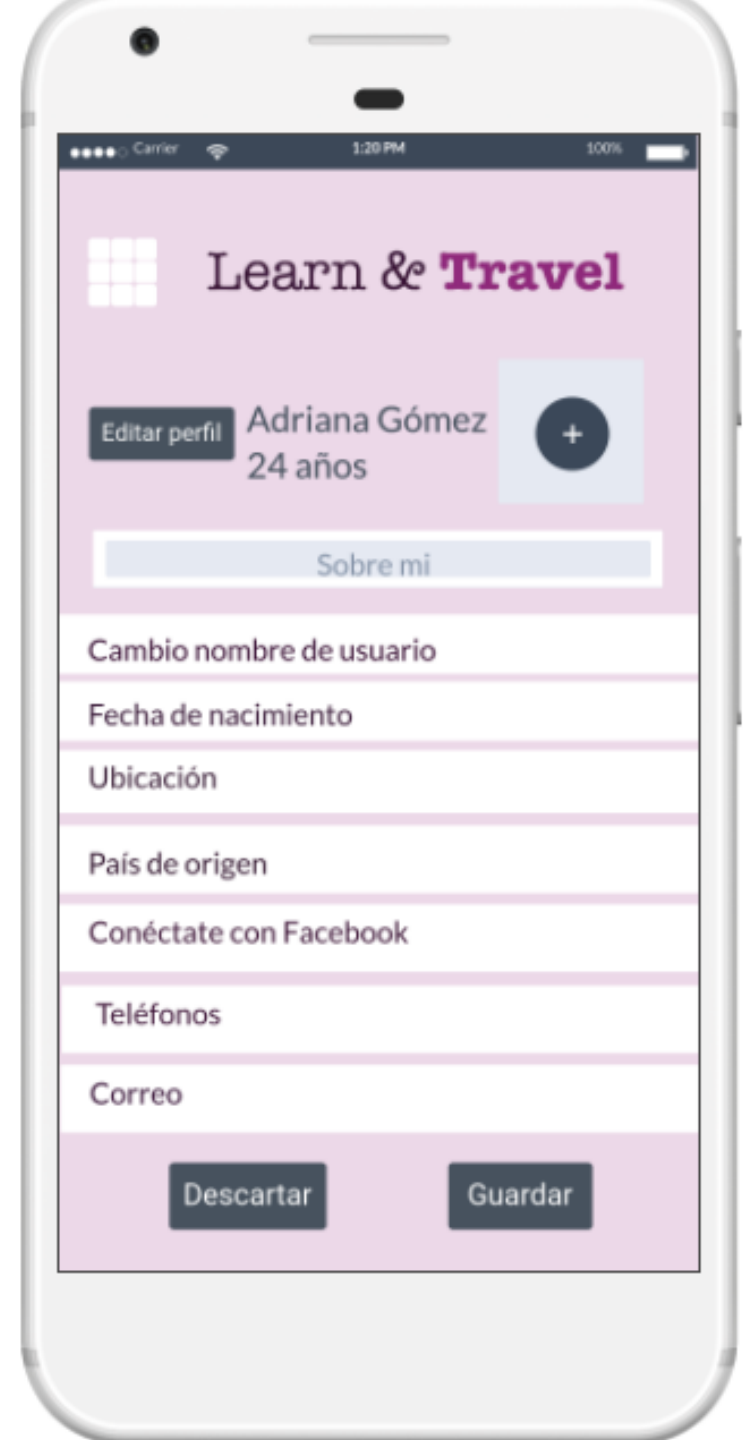 Carrier 1:20 PM 100%
Learn & Travel
Editar perfil
Adriana Gómez
24 años
+
Sobre mi
Cambio nombre de usuario
Fecha de nacimiento
Ubicación
País de origen
Conéctate con Facebook
Teléfonos
Correo
Descartar Guardar